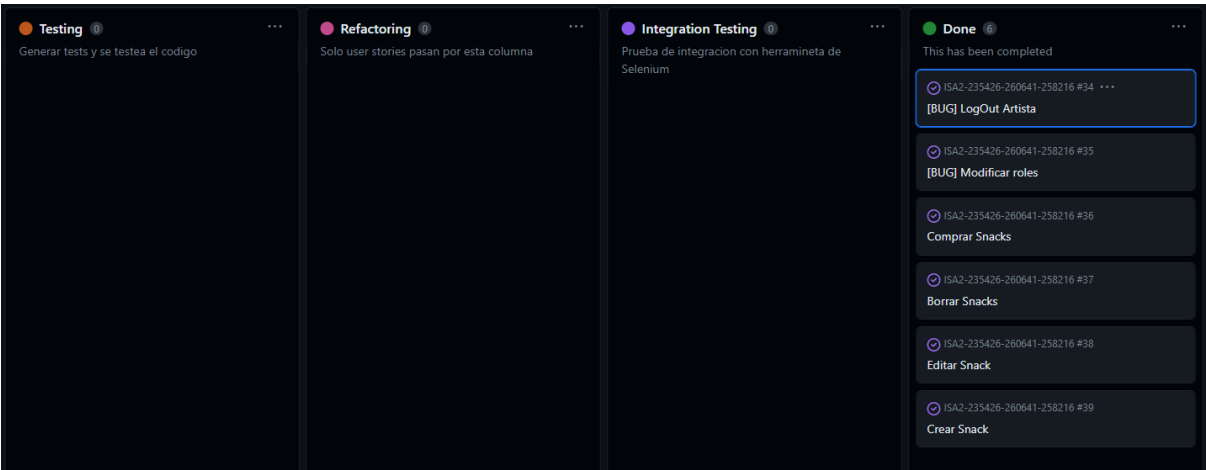 Testing 0 ...
Generar tests y se testea el codigo
Refactoring 0 ...
Solo user stories pasan por esta columna
Integration Testing 0 ...
Prueba de integracion con herramineta de
Selenium
Done 6 ...
This has been completed
ISA2-235426-260641-258216 #34 ...
[BUG] LogOut Artista
ISA2-235426-260641-258216 #35
[BUG] Modificar roles
ISA2-235426-260641-258216 #36
Comprar Snacks
ISA2-235426-260641-258216 #37
Borrar Snacks
ISA2-235426-260641-258216 #38
Editar Snack
ISA2-235426-260641-258216 #39
Crear Snack